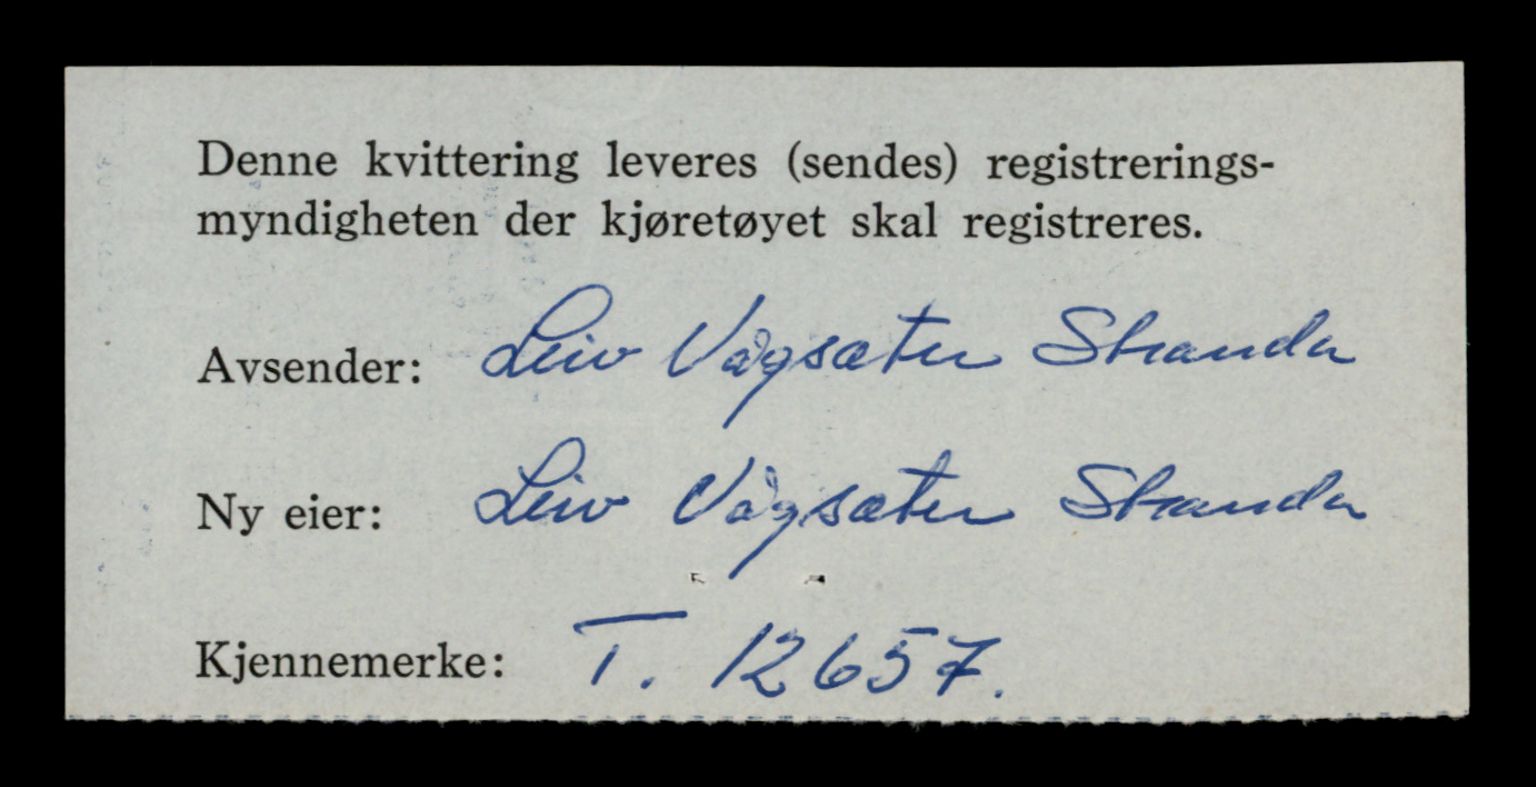 Denne kvittering leveres (sendes) registrerings-
myndigheten der kjøretøyet skal registreres.
Avsender: Leiv Vågsæter Stranda
Ny eier: Leiv Vågsæter Stranda
Kjennemerke: T. 12657.